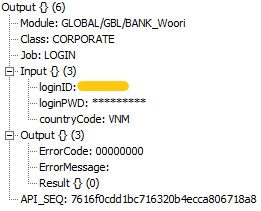 Output {} (6)
Module: GLOBAL/GBL/BANK_Woori
Class: CORPORATE
Job: LOGIN
Input {} (3)
loginID:
loginPWD: *********
countryCode: VNM
Output {} (3)
ErrorCode: 00000000
ErrorMessage:
Result {} (0)
API_SEQ: 7616f0cdd1bc716320b4ecca806718a8